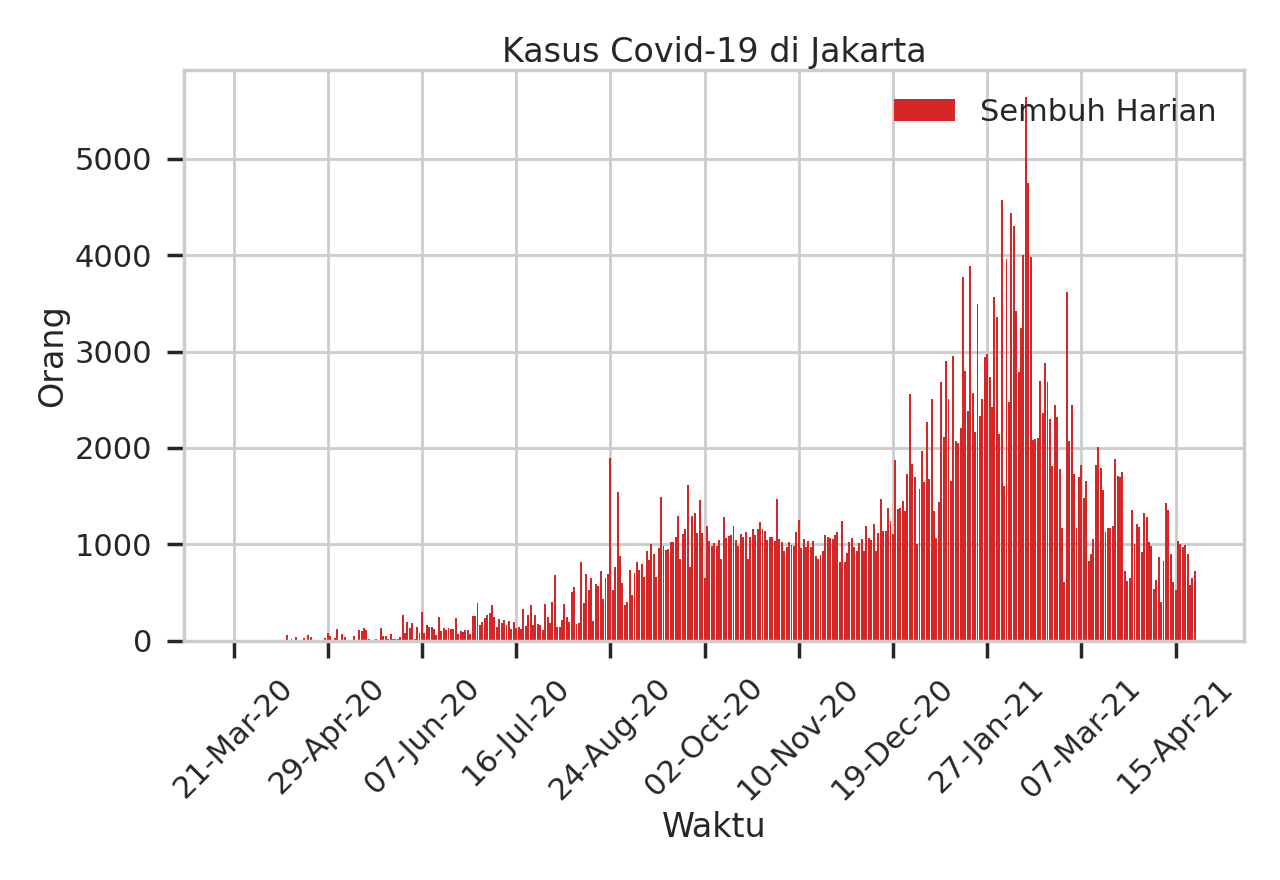 Kasus Covid-19 di Jakarta
Sembuh Harian
Orang
5000
4000
3000
2000
1000
0
21-Mar-20
29-Apr-20
07-Jun-20
16-Jul-20
24-Aug-20
02-Oct-20
10-Nov-20
19-Dec-20
27-Jan-21
07-Mar-21
15-Apr-21
Waktu